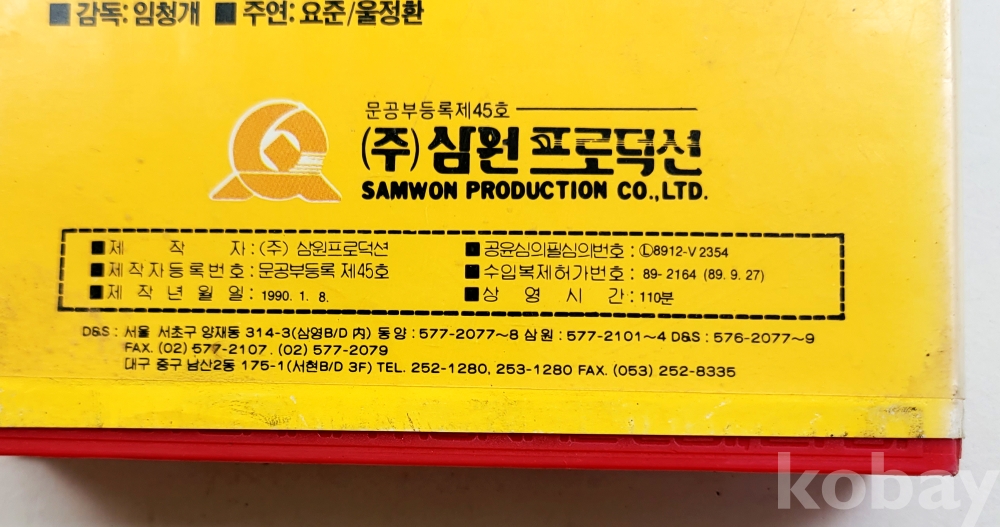 ■ 감독: 임청개 ■ 주연: 요준/울정환
문공부등록제45호
(주) 삼원 프로덕션
SAMWON PRODUCTION CO.,LTD.
■ 제 작 자 : (주) 삼원프로덕션 ■ 공윤심의필심의번호 : Ⓛ8912-V 2354
■ 제작자등록번호 : 문공부등록 제45호 ■ 수입복제허가번호 : 89- 2164 (89. 9. 27)
■ 제 작 년 월 일 : 1990. 1. 8. ■ 상 영 시 간 : 110분
D&S : 서울 서초구 양재동 314-3(삼영B/D 內) 동양 : 577-2077~8 삼원 : 577-2101~4 D&S : 576-2077~9
FAX. (02) 577-2107. (02) 577-2079
대구 중구 남산2동 175-1(서현B/D 3F) TEL. 252-1280, 253-1280 FAX. (053) 252-8335
kobay